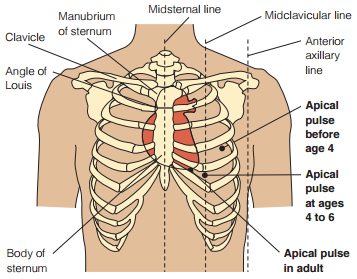 Midsternal line
Manubrium
of sternum
Midclavicular line
Clavicle
Anterior
axillary
line
Angle of
Louis
Apical
pulse
before
age 4
Apical
pulse
at ages
4 to 6
Body of
sternum
Apical pulse
in adult